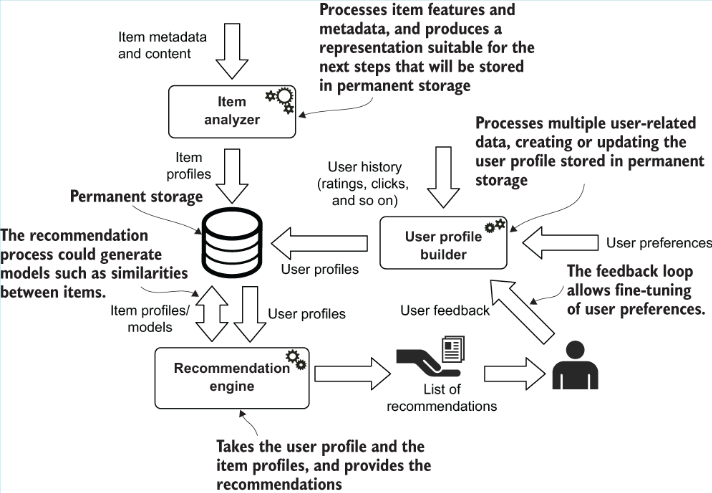 Item metadata
and content
Processes item features and
metadata, and produces a
representation suitable for the
next steps that will be stored
in permanent storage
Item
analyzer
Processes multiple user-related
data, creating or updating the
user profile stored in permanent
storage
Item
profiles
User history
(ratings, clicks,
and so on)
Permanent storage
User profile
builder
User preferences
The recommendation
process could generate
models such as similarities
between items.
User profiles
The feedback loop
allows fine-tuning
of user preferences.
Item profiles/
models
User profiles
User feedback
Recommendation
engine
List of
recommendations
Takes the user profile and the
item profiles, and provides the
recommendations